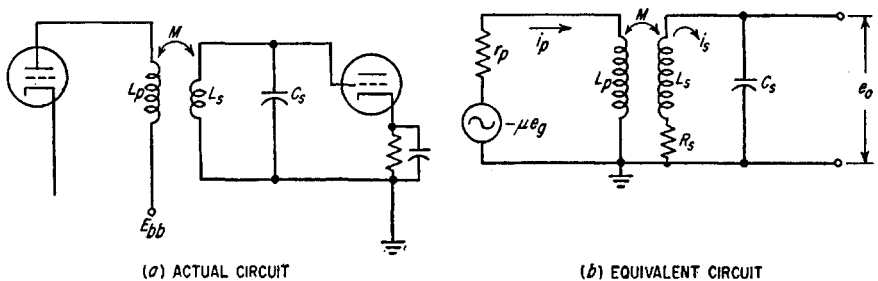 M
Lp
Ls
Cs
Ebb
(a) ACTUAL CIRCUIT
rp
ip
M
is
Lp
Ls
Cs
eo
-μeg
Rs
(b) EQUIVALENT CIRCUIT